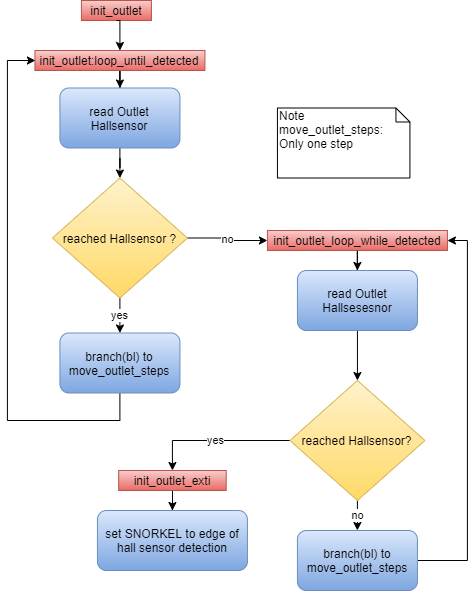 init_outlet
init_outlet:loop_until_detected
read Outlet
Hallsensor
Note
move_outlet_steps:
Only one step
reached Hallsensor ?
no
init_outlet_loop_while_detected
yes
read Outlet
Hallsesesnor
branch(bl) to
move_outlet_steps
reached Hallsensor?
yes
init_outlet_exti
no
set SNORKEL to edge of
hall sensor detection
branch(bl) to
move_outlet_steps